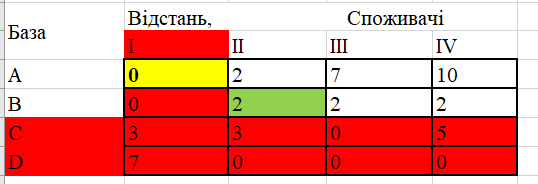 База Відстань, Споживачі
I II III IV
A 0 2 7 10
B 0 2 2 2
C 3 3 0 5
D 7 0 0 0